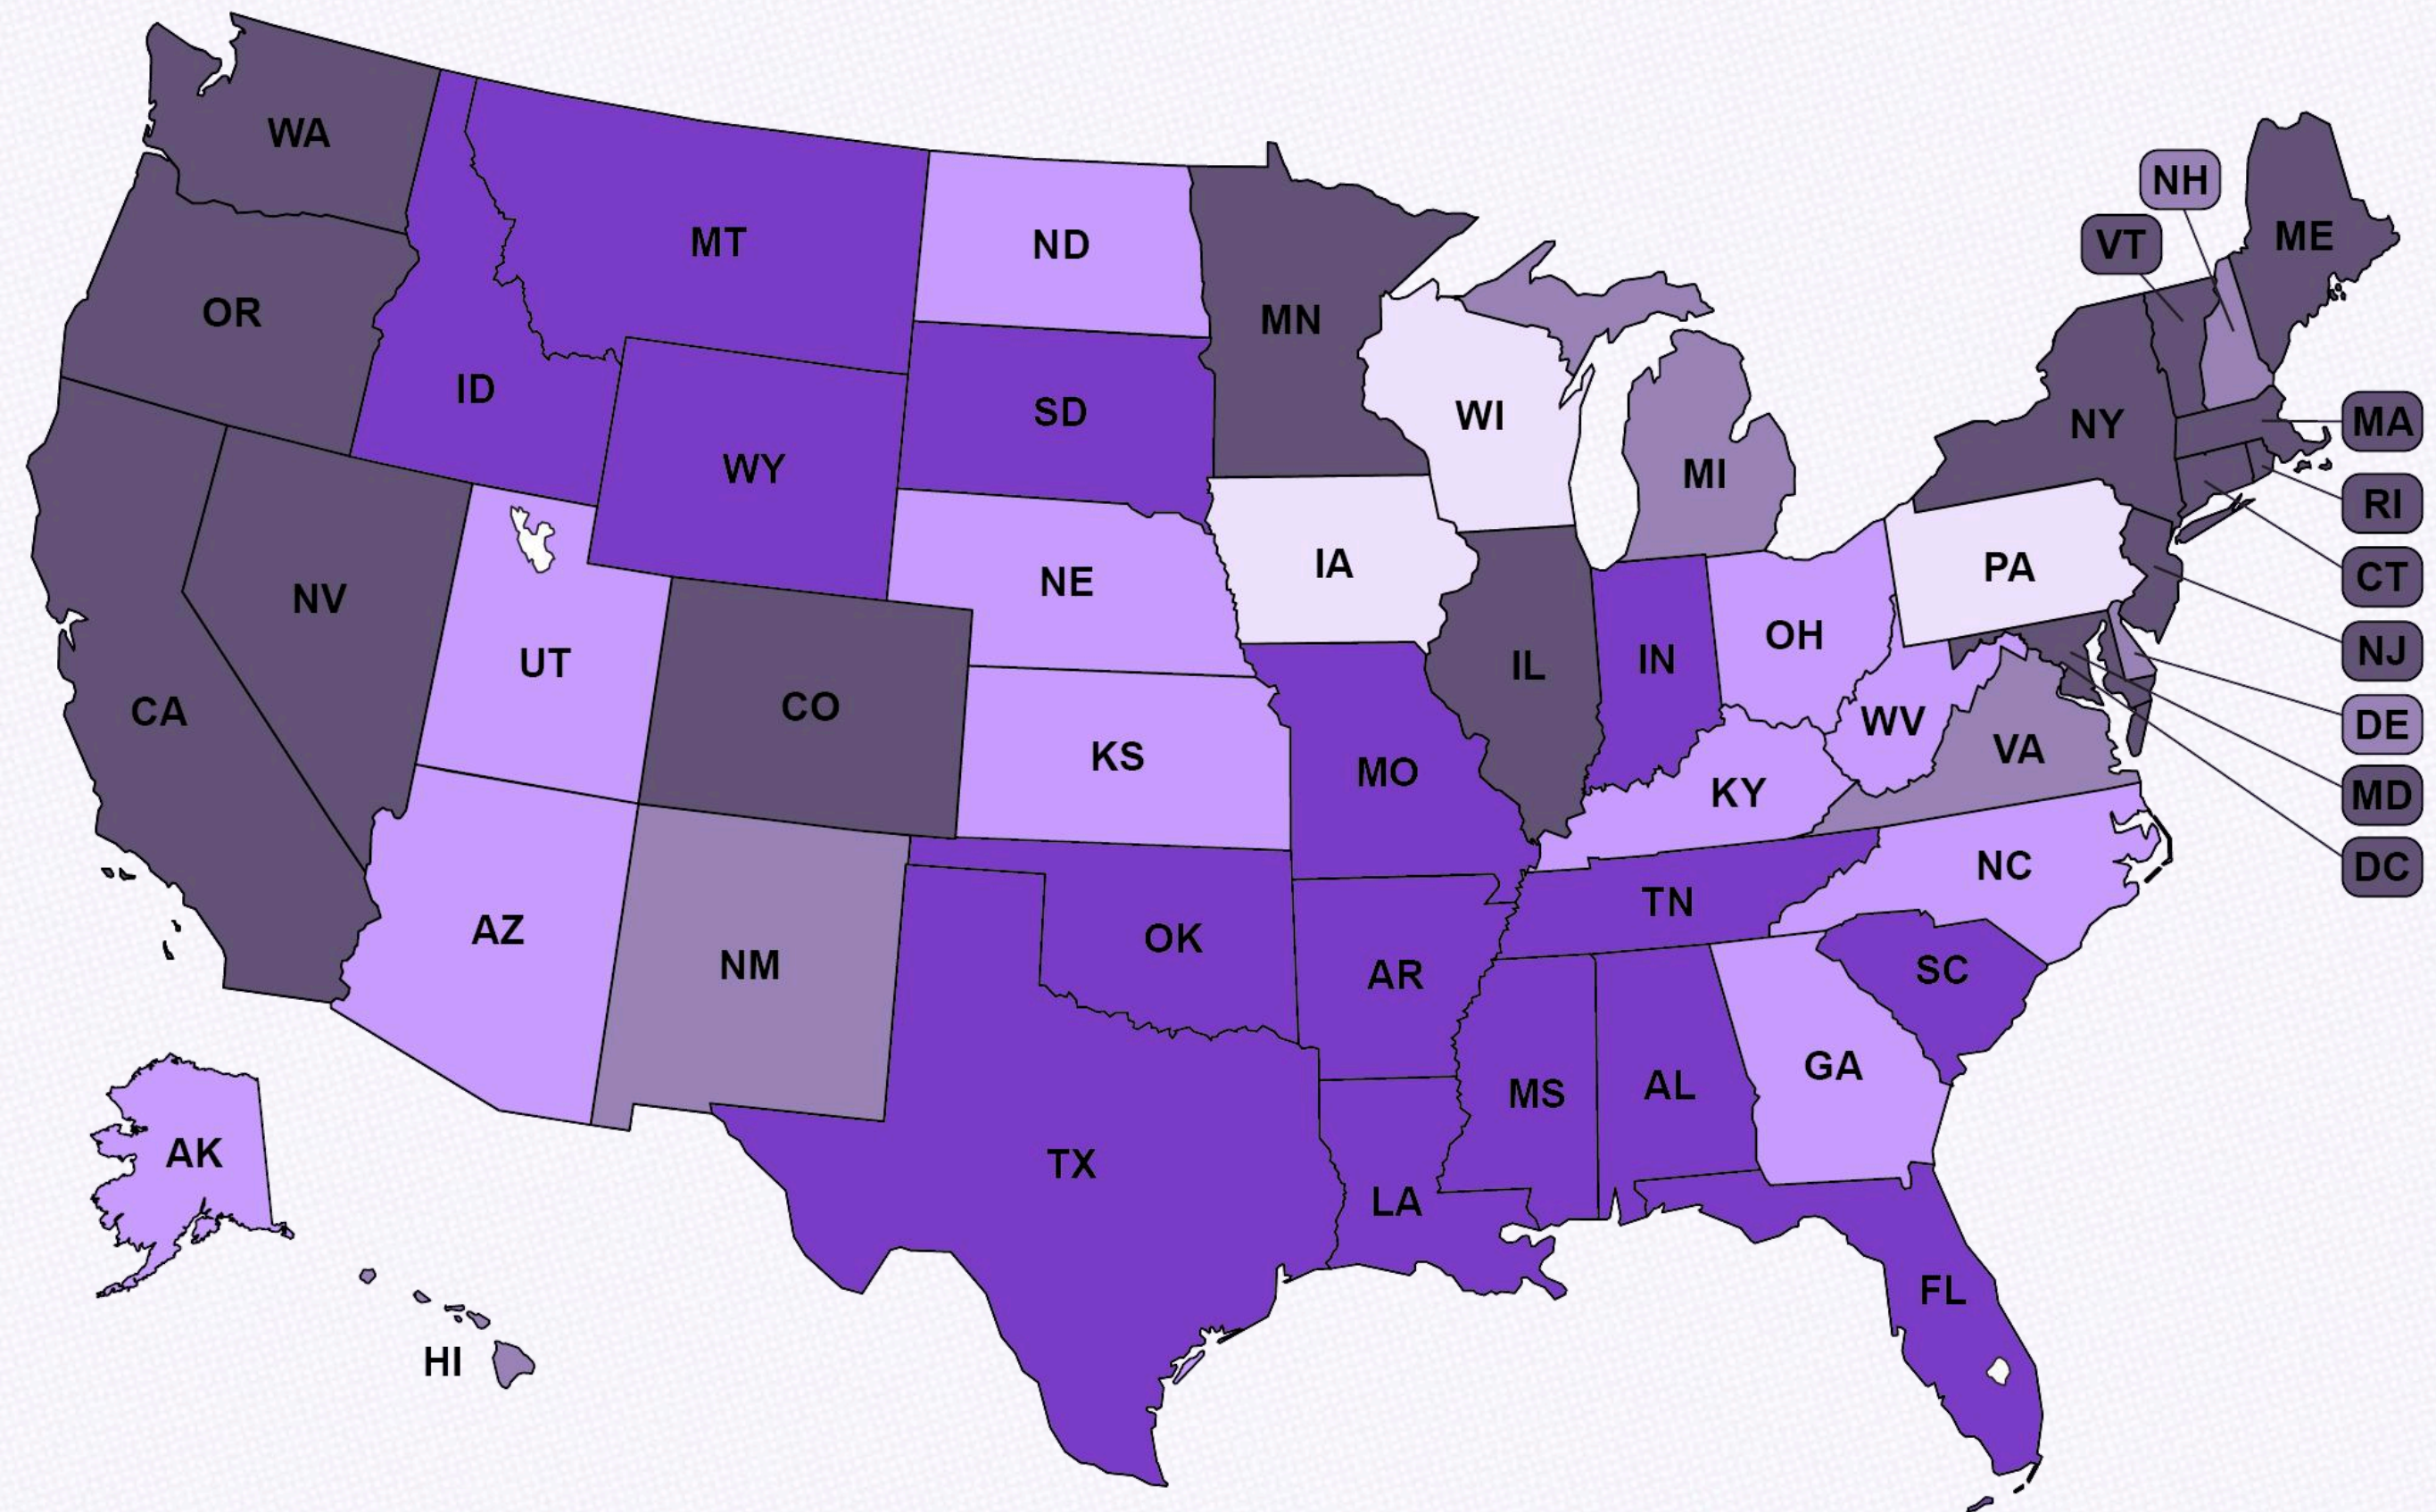 WA
OR
CA
NV
ID
MT
WY
UT
CO
AZ
NM
ND
SD
NE
KS
OK
TX
MN
IA
MO
AR
LA
WI
IL
MI
IN
OH
KY
TN
MS
AL
GA
FL
SC
NC
VA
WV
PA
NY
VT
NH
ME
MA
RI
CT
NJ
DE
MD
DC
AK
HI